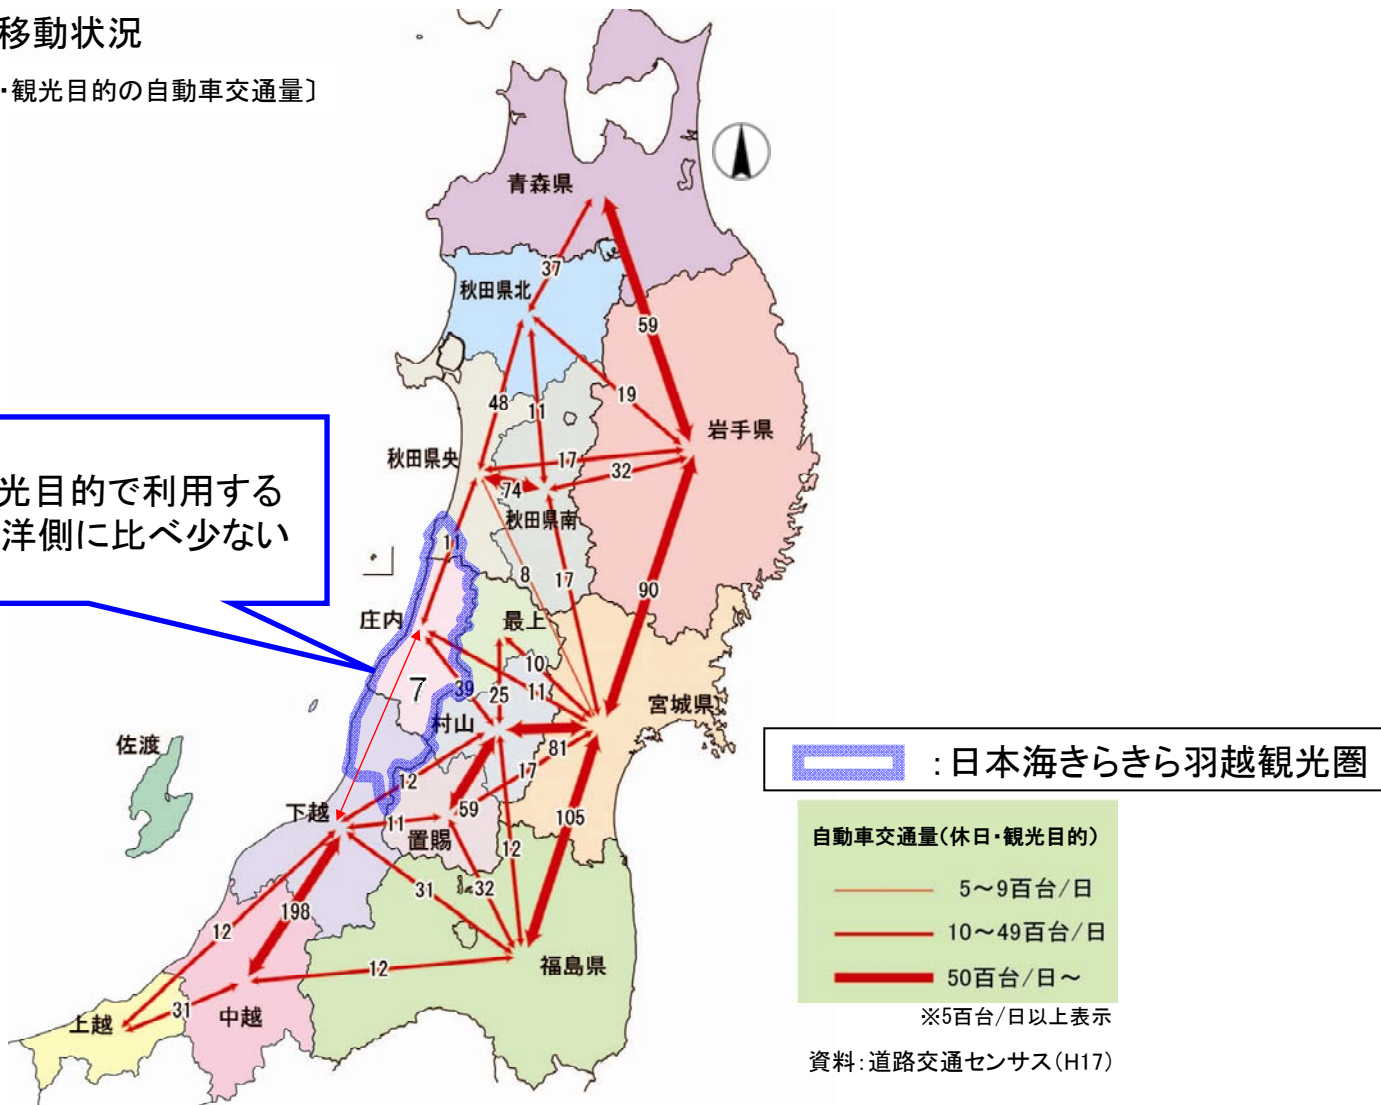 移動状況
・観光目的の自動車交通量〕
青森県
37
秋田県北
59
19
48
11
岩手県
秋田県央
17
32
74
秋田県南
光目的で利用する
洋側に比べ少ない
11
8
17
90
庄内
最上
10
7
39
25
11
宮城県
村山
佐渡
81
17
12
：日本海きらきら羽越観光圏
下越
59
11
置賜
105
12
自動車交通量（休日・観光目的）
31
32
5～9百台/日
198
12
10～49百台/日
12
福島県
50百台/日～
31
中越
上越
※5百台/日以上表示
資料：道路交通センサス（H17）